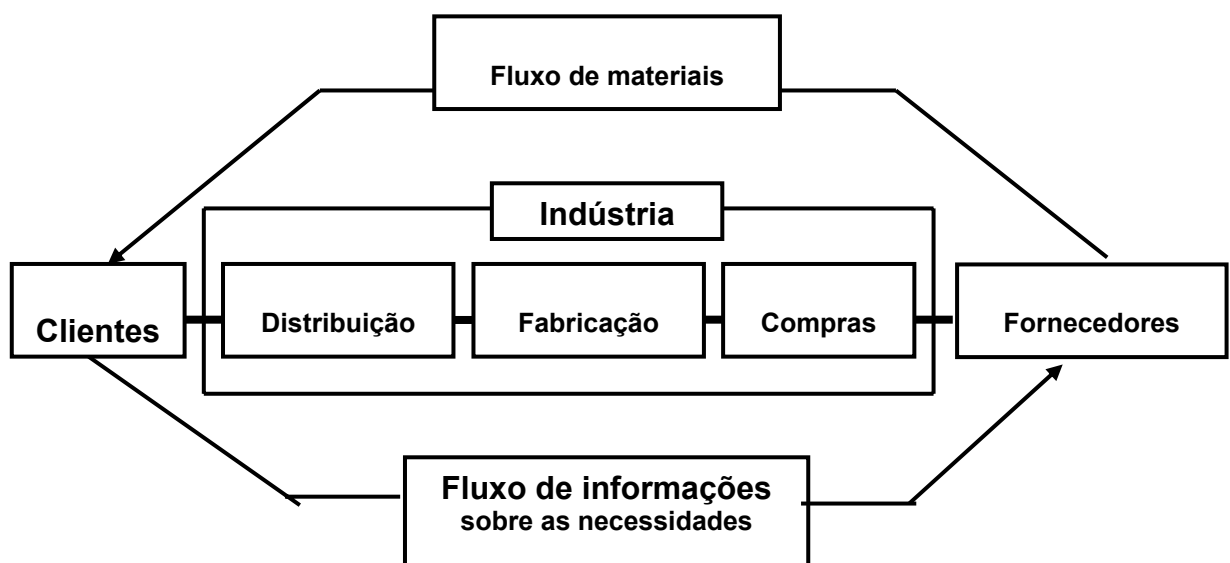 Fluxo de materiais
Indústria
Clientes
Distribuição
Fabricação
Compras
Fornecedores
Fluxo de informações
sobre as necessidades